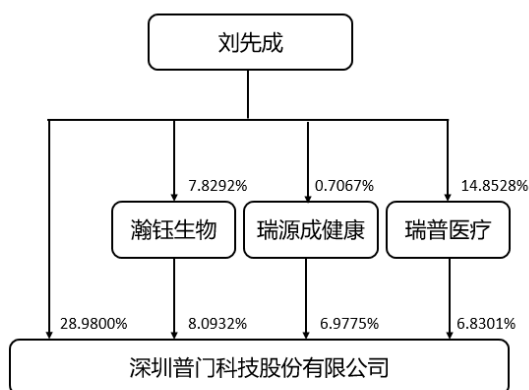 刘先成
7.8292%
0.7067%
14.8528%
瀚钰生物
瑞源成健康
瑞普医疗
28.9800%
8.0932%
6.9775%
6.8301%
深圳普门科技股份有限公司